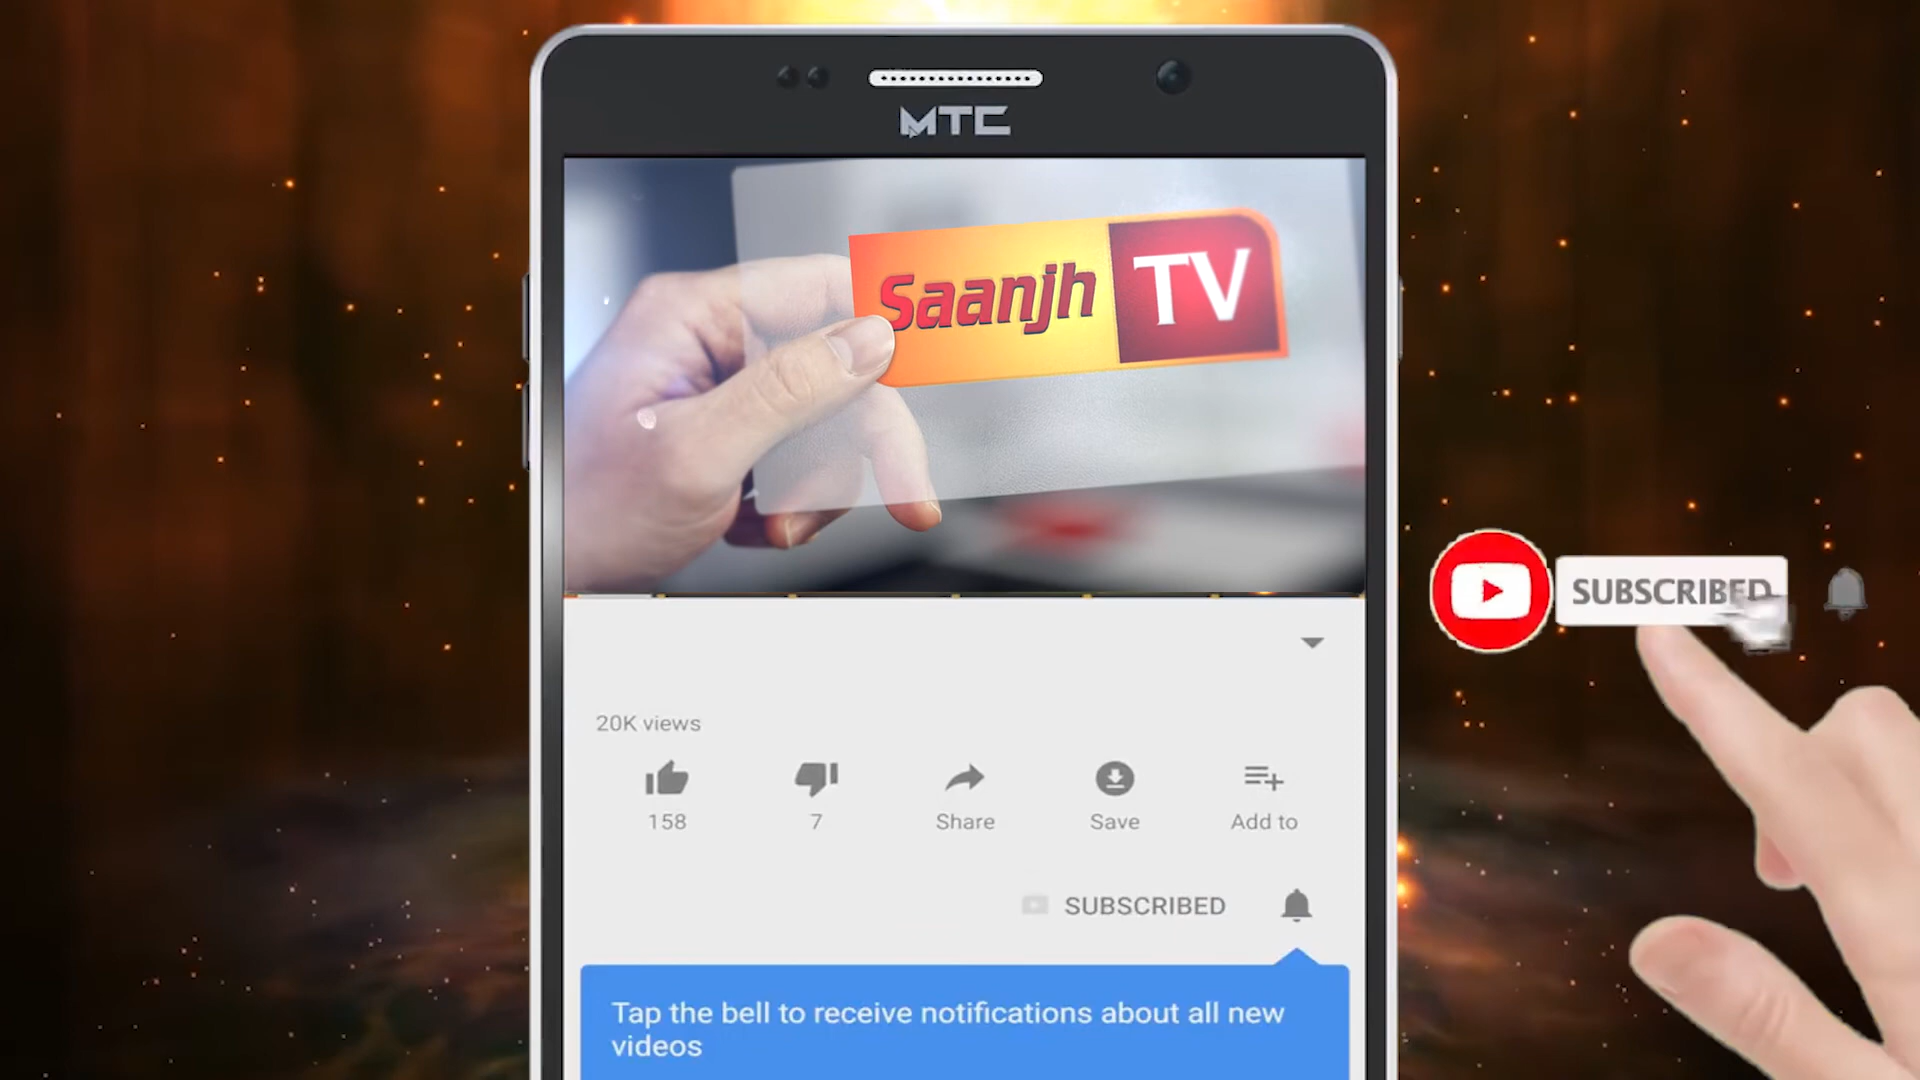 MTC
Saanjh TV
20K views
158
7
Share
Save
Add to
SUBSCRIBED
SUBSCRIBED
Tap the bell to receive notifications about all new
videos